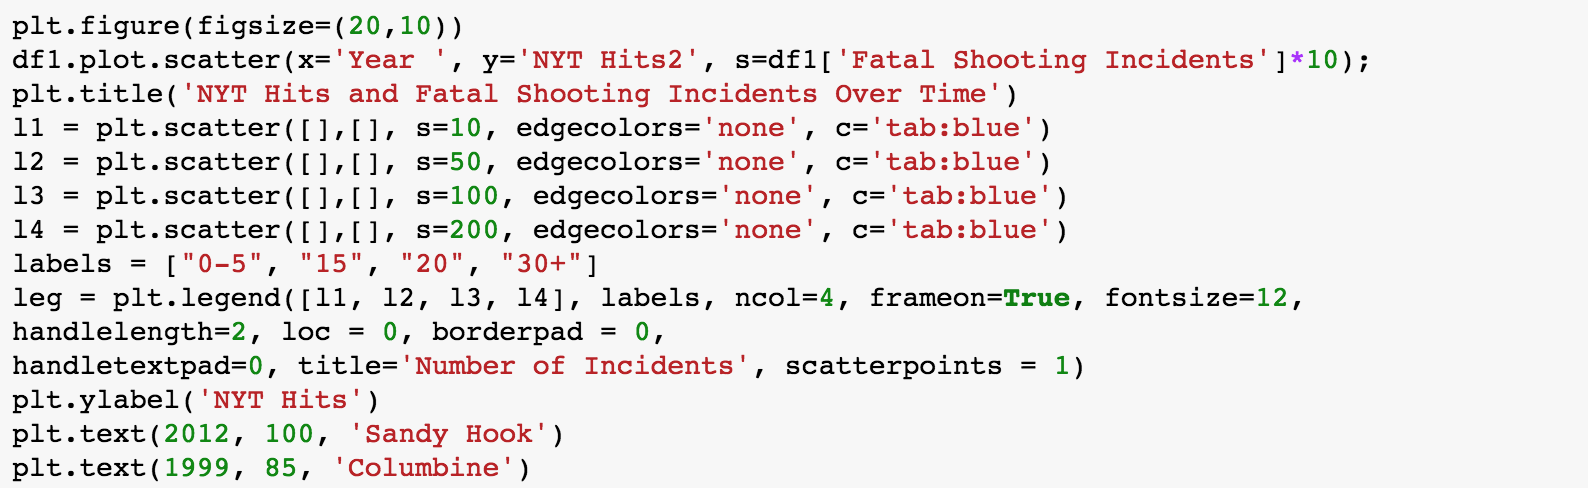 plt.figure(figsize=(20,10))
df1.plot.scatter(x='Year ', y='NYT Hits2', s=df1['Fatal Shooting Incidents']*10);
plt.title('NYT Hits and Fatal Shooting Incidents Over Time')
l1 = plt.scatter([],[], s=10, edgecolors='none', c='tab:blue')
l2 = plt.scatter([],[], s=50, edgecolors='none', c='tab:blue')
l3 = plt.scatter([],[], s=100, edgecolors='none', c='tab:blue')
l4 = plt.scatter([],[], s=200, edgecolors='none', c='tab:blue')
labels = ["0-5", "15", "20", "30+"]
leg = plt.legend([l1, l2, l3, l4], labels, ncol=4, frameon=True, fontsize=12,
handlelength=2, loc = 0, borderpad = 0,
handletextpad=0, title='Number of Incidents', scatterpoints = 1)
plt.ylabel('NYT Hits')
plt.text(2012, 100, 'Sandy Hook')
plt.text(1999, 85, 'Columbine')